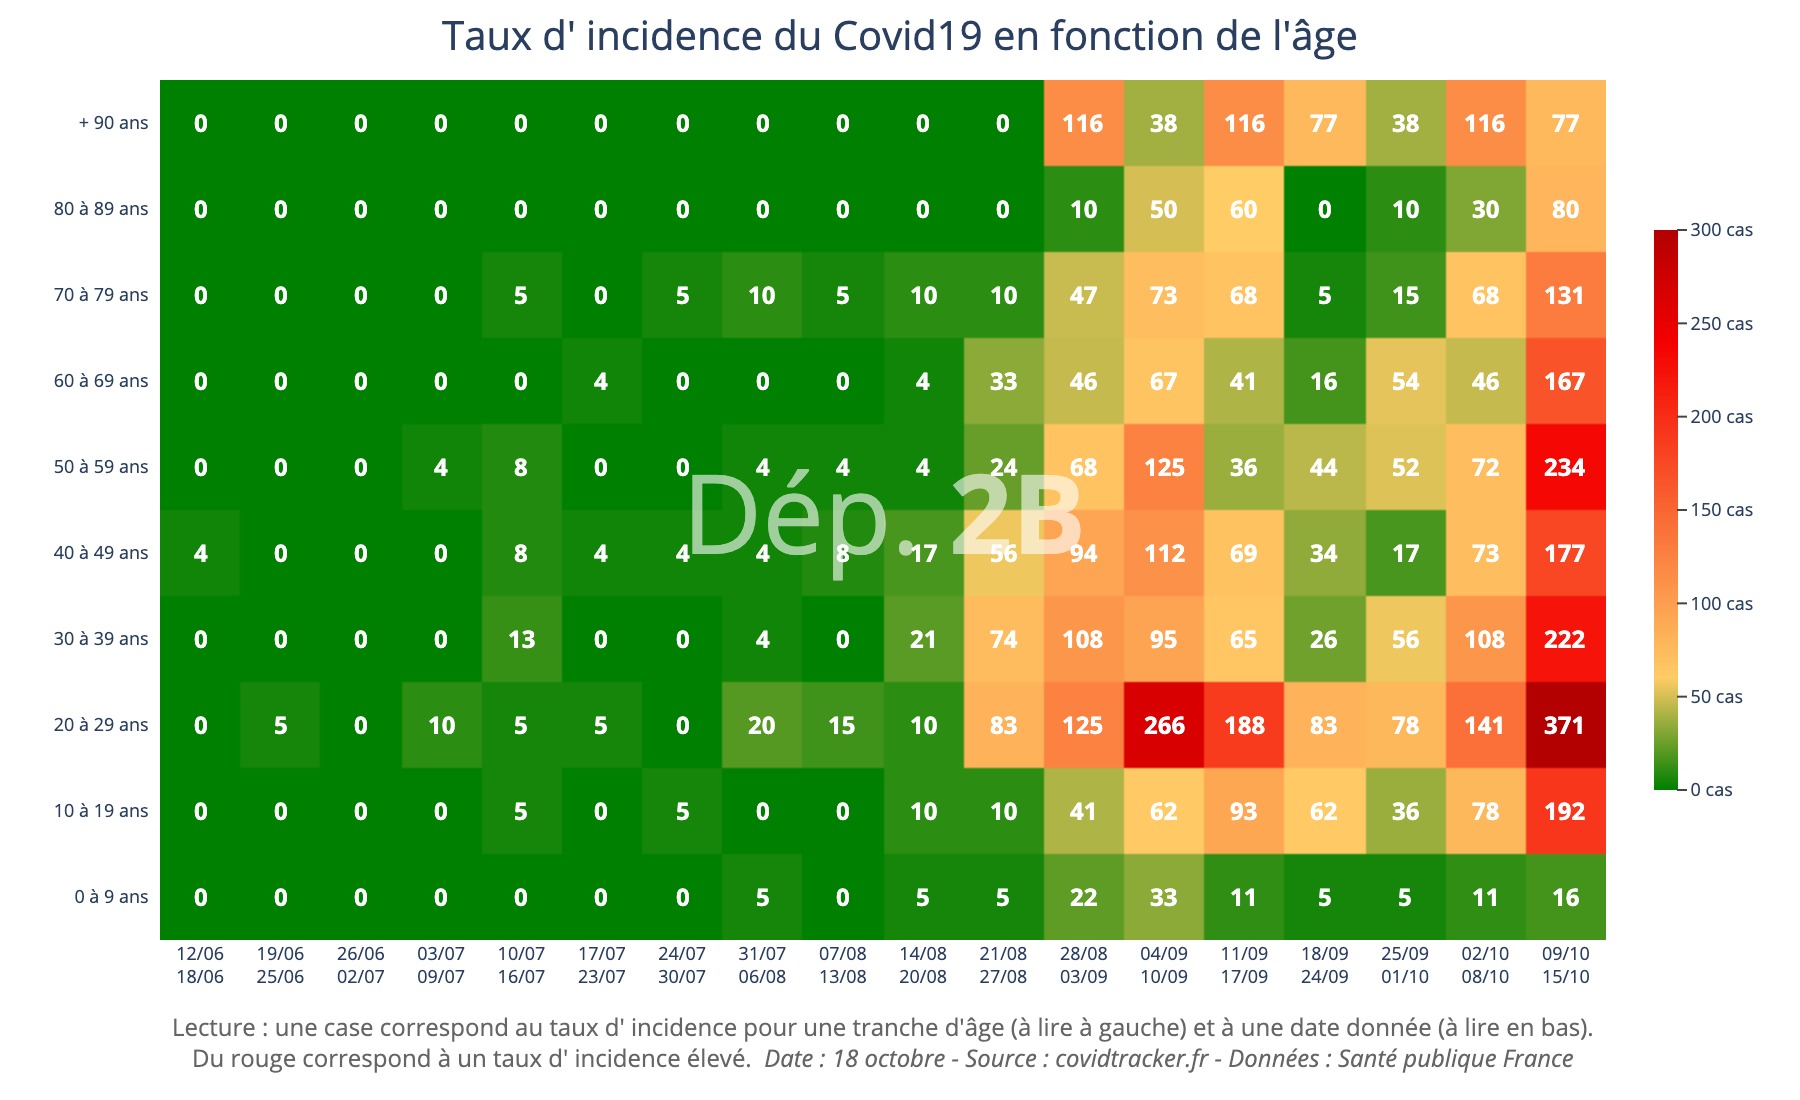 Taux d' incidence du Covid19 en fonction de l'âge
+ 90 ans 0 0 0 0 0 0 0 0 0 0 0 116 38 116 77 38 116 77
80 à 89 ans 0 0 0 0 0 0 0 0 0 0 0 10 50 60 0 10 30 80
70 à 79 ans 0 0 0 0 5 0 5 10 5 10 10 47 73 68 5 15 68 131
60 à 69 ans 0 0 0 0 0 4 0 0 0 4 33 46 67 41 16 54 46 167
50 à 59 ans 0 0 0 4 8 0 0 4 4 4 24 68 125 36 44 52 72 234
Dép. 2B
40 à 49 ans 4 0 0 0 8 4 4 4 8 17 56 94 112 69 34 17 73 177
30 à 39 ans 0 0 0 0 13 0 0 4 0 21 74 108 95 65 26 56 108 222
20 à 29 ans 0 5 0 10 5 5 0 20 15 10 83 125 266 188 83 78 141 371
10 à 19 ans 0 0 0 0 5 0 5 0 0 10 10 41 62 93 62 36 78 192
0 à 9 ans 0 0 0 0 0 0 0 5 0 5 5 22 33 11 5 5 11 16
12/06 19/06 26/06 03/07 10/07 17/07 24/07 31/07 07/08 14/08 21/08 28/08 04/09 11/09 18/09 25/09 02/10 09/10
18/06 25/06 02/07 09/07 16/07 23/07 30/07 06/08 13/08 20/08 27/08 03/09 10/09 17/09 24/09 01/10 08/10 15/10
300 cas
250 cas
200 cas
150 cas
100 cas
50 cas
0 cas
Lecture : une case correspond au taux d' incidence pour une tranche d'âge (à lire à gauche) et à une date donnée (à lire en bas).
Du rouge correspond à un taux d' incidence élevé. Date : 18 octobre - Source : covidtracker.fr - Données : Santé publique France